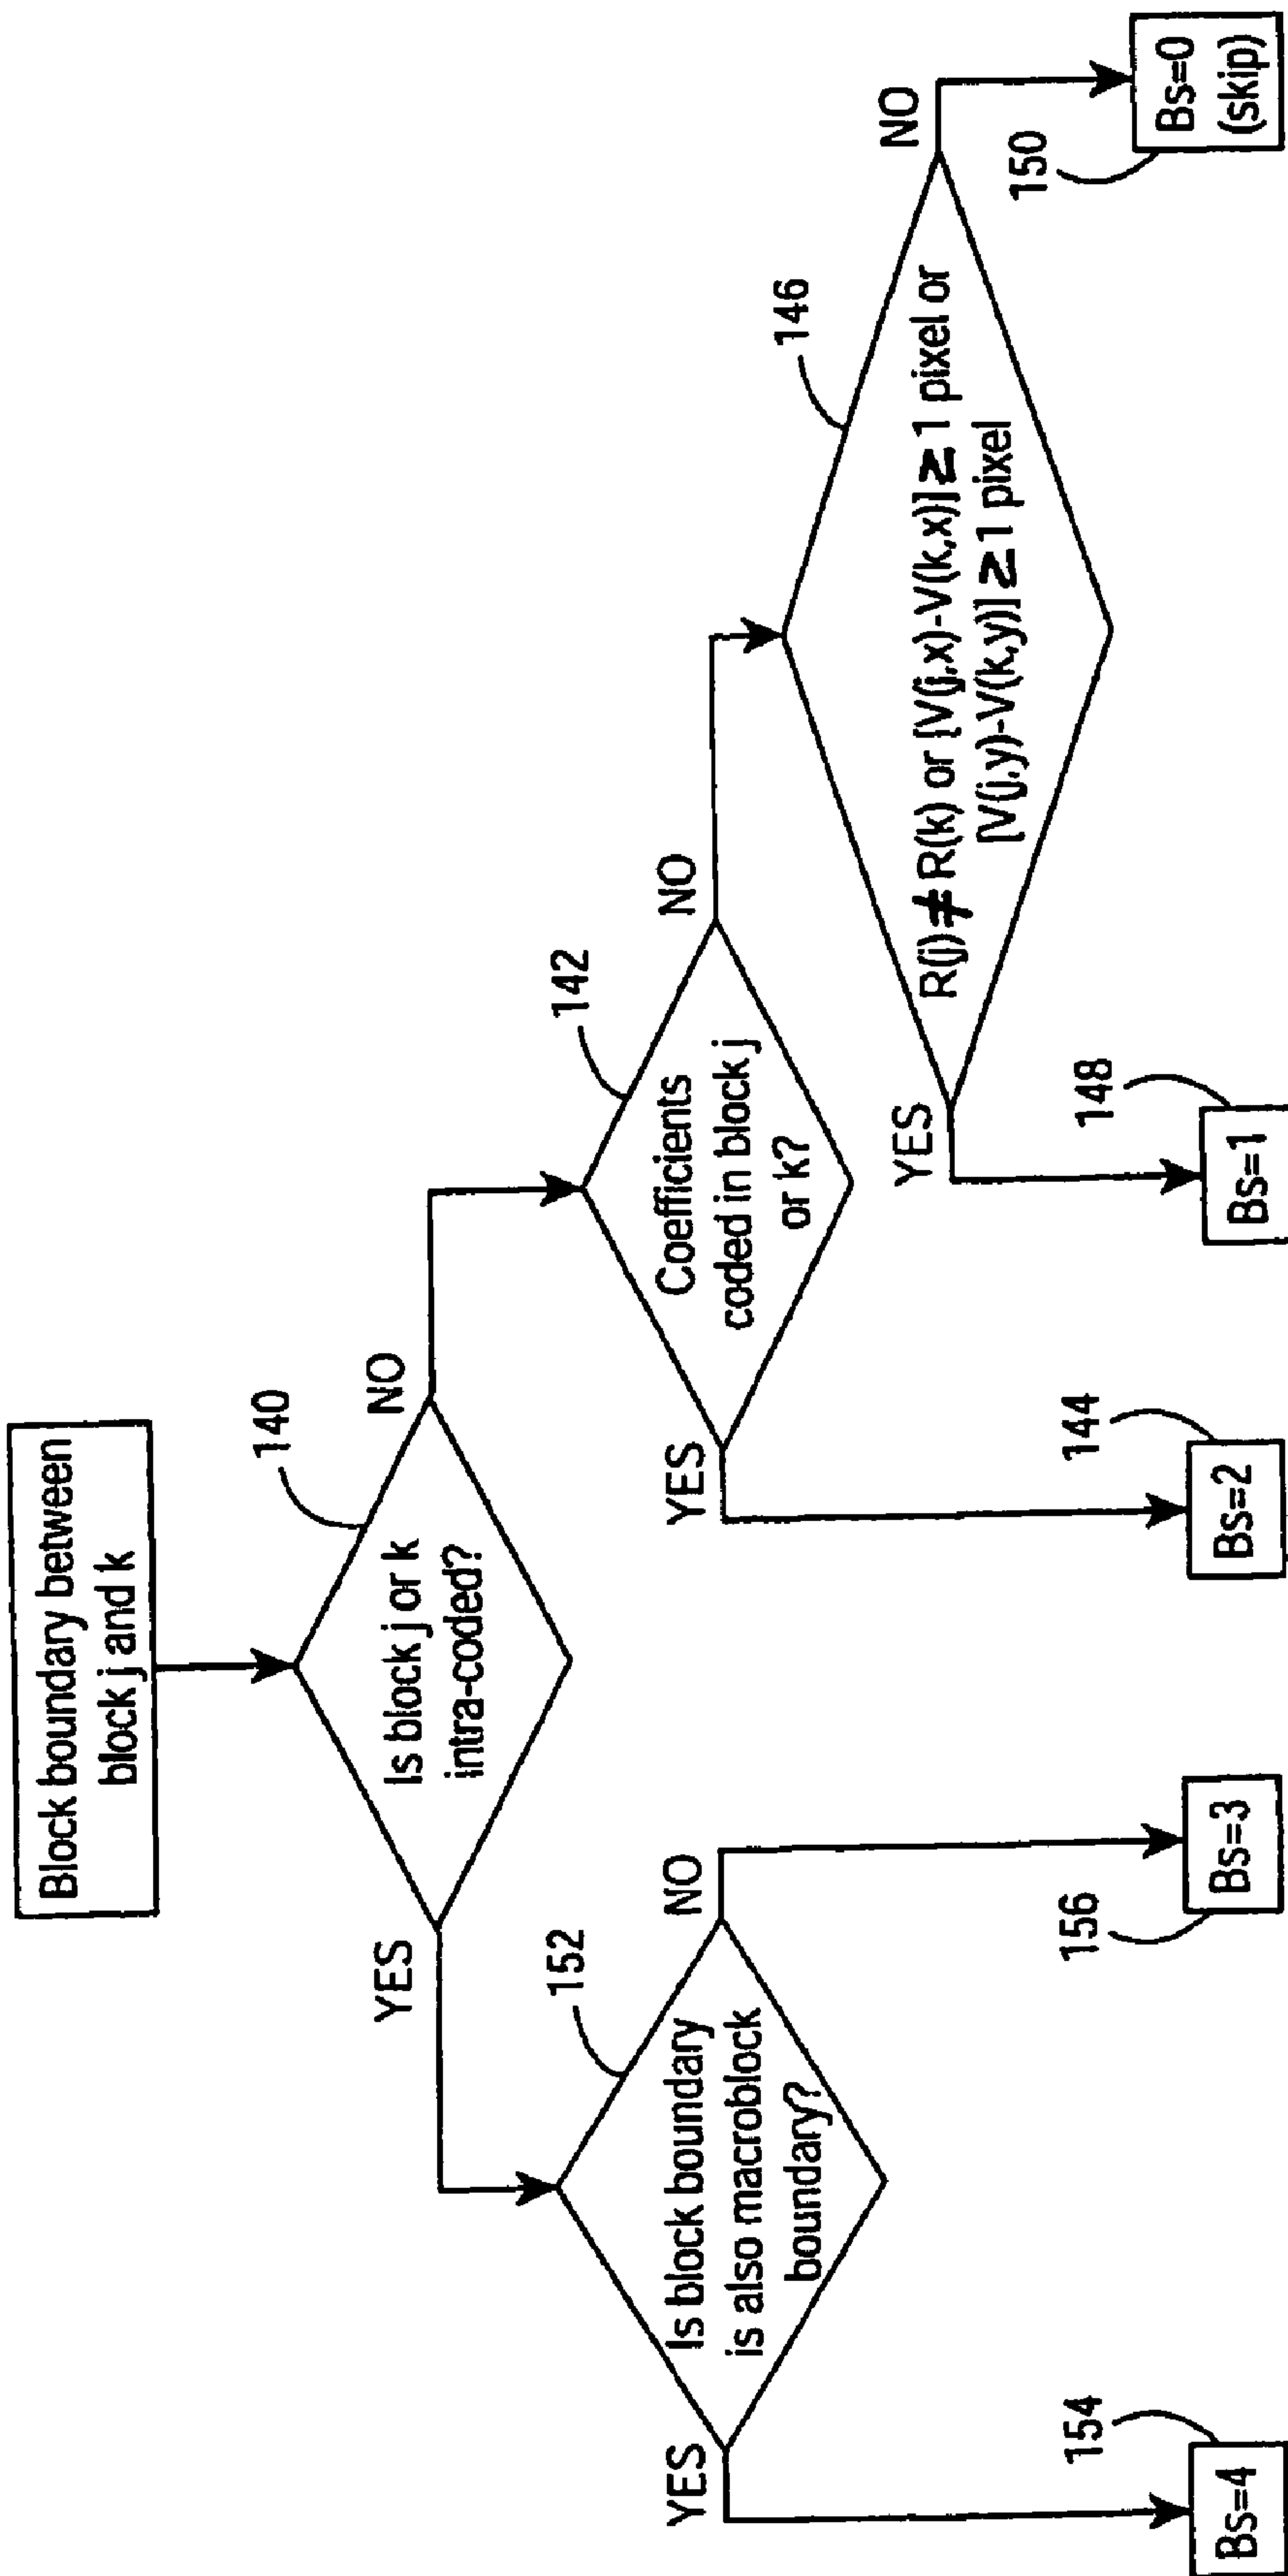 Block boundary between
block j and k
140
Is block j or k
intra-coded?
YES
NO
152
Is block boundary
is also macroblock
boundary?
YES
NO
142
Coefficients
coded in block j
or k?
YES
NO
146
R(j)≠R(k) or [V(j,x)-V(k,x)]≥1 pixel or
[V(j,y)-V(k,y)]≥1 pixel
YES
NO
154
Bs=4
156
Bs=3
144
Bs=2
148
Bs=1
150
Bs=0
(skip)